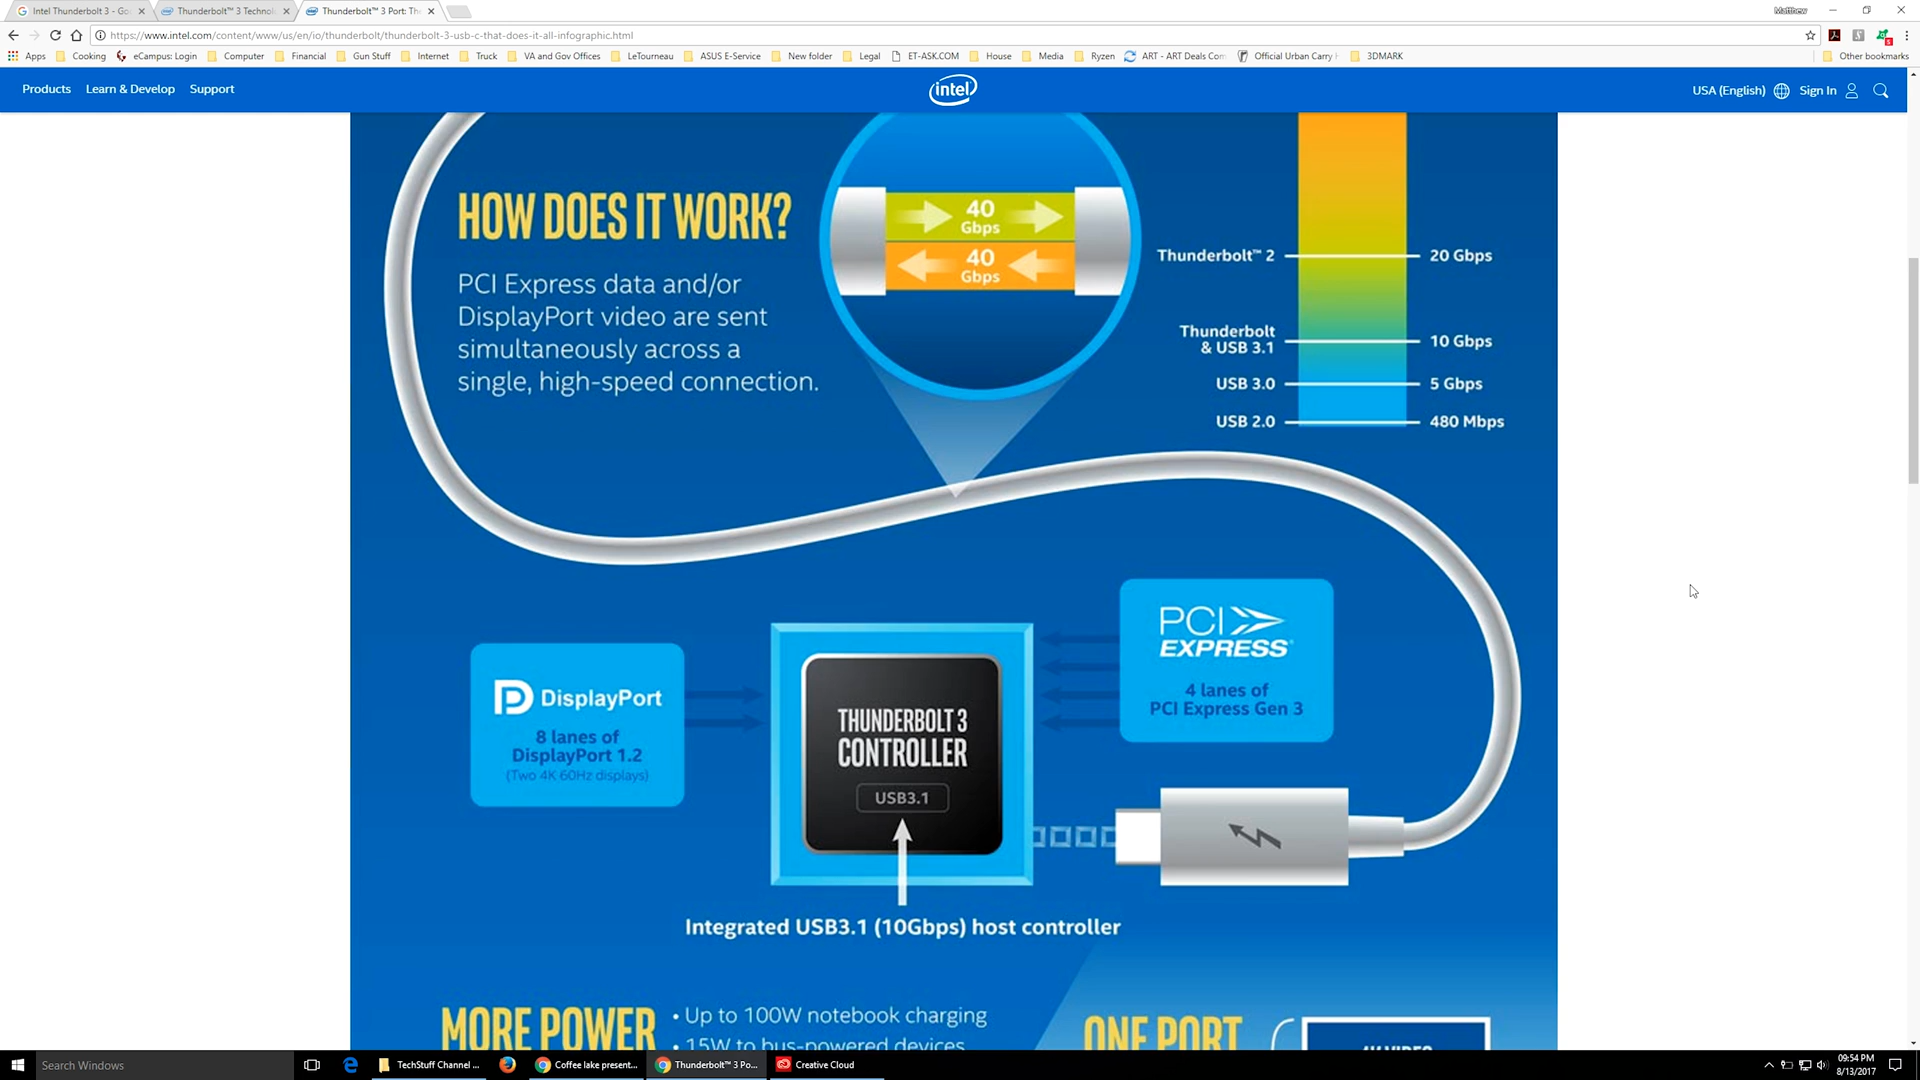 Intel Thunderbolt 3 - Go
Thunderbolt™ 3 Technol
Thunderbolt™ 3 Port: Th
Matthew
https://www.intel.com/content/www/us/en/io/thunderbolt/thunderbolt-3-usb-c-that-does-it-all-infographic.html
Apps Cooking eCampus: Login Computer Financial Gun Stuff Internet Truck VA and Gov Offices LeTourneau ASUS E-Service New folder Legal ET-ASK.COM House Media Ryzen ART - ART Deals Com Official Urban Carry 3DMARK Other bookmarks
Products Learn & Develop Support
intel
USA (English) Sign In
HOW DOES IT WORK?
PCI Express data and/or
DisplayPort video are sent
simultaneously across a
single, high-speed connection.
40
Gbps
40
Gbps
Thunderbolt™ 2 20 Gbps
Thunderbolt
& USB 3.1 10 Gbps
USB 3.0 5 Gbps
USB 2.0 480 Mbps
DisplayPort
8 lanes of
DisplayPort 1.2
(Two 4K 60Hz displays)
THUNDERBOLT 3
CONTROLLER
USB3.1
PCI
EXPRESS®
4 lanes of
PCI Express Gen 3
Integrated USB3.1 (10Gbps) host controller
MORE POWER
• Up to 100W notebook charging
• 15W to bus-powered devices
ONE PORT
4K VIDEO
Search Windows
TechStuff Channel ...
Coffee lake present...
Thunderbolt™ 3 Po...
Creative Cloud
09:54 PM
8/13/2017